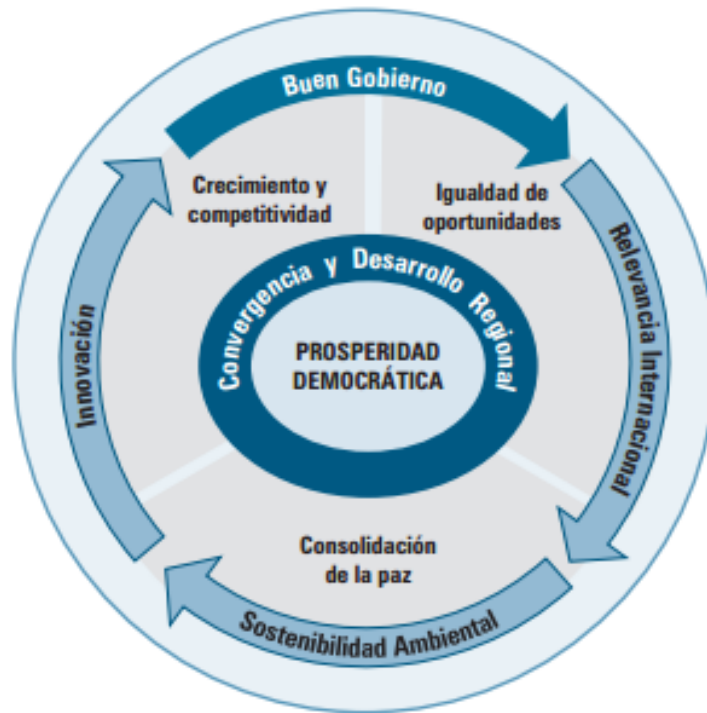 Buen Gobierno
Crecimiento y
competitividad
Igualdad de
oportunidades
Relevancia Internacional
Convergencia y Desarrollo Regional
PROSPERIDAD
DEMOCRÁTICA
Innovación
Consolidación
de la paz
Sostenibilidad Ambiental